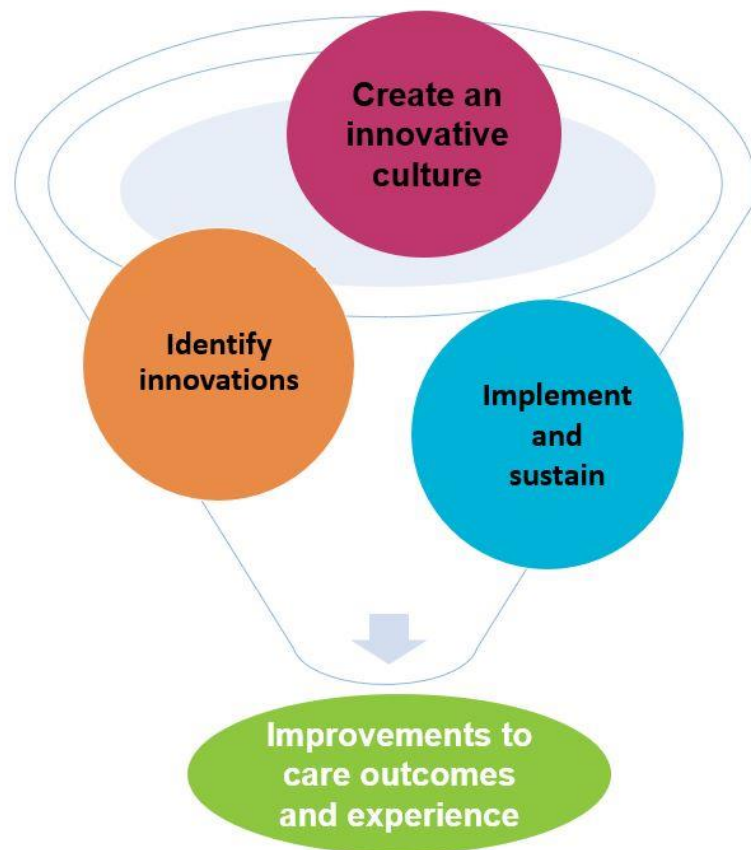 Create an
innovative
culture
Identify
innovations
Implement
and
sustain
Improvements to
care outcomes
and experience